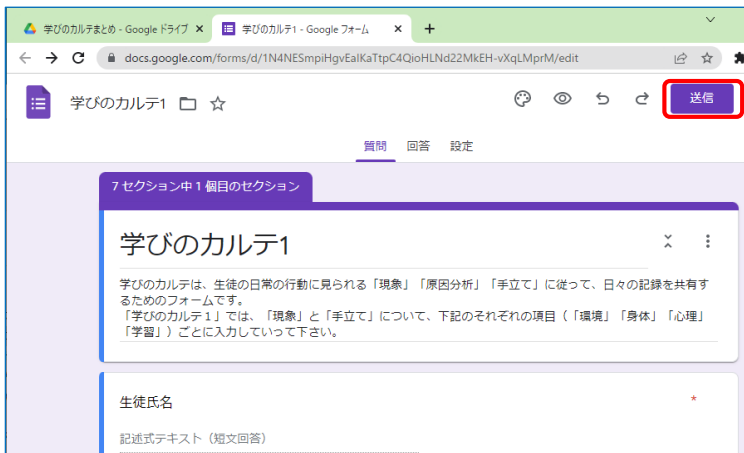 学びのカルテまとめ - Google ドライブ
学びのカルテ1 - Google フォーム
docs.google.com/forms/d/1N4NESmpiHgvEaIKaTtpC4QioHLNd22MkEH-vXqLMprM/edit
学びのカルテ1
送信
質問 回答 設定
7 セクション中 1 個目のセクション
学びのカルテ1
学びのカルテは、生徒の日常の行動に見られる「現象」「原因分析」「手立て」に従って、日々の記録を共有す
るためのフォームです。
「学びのカルテ１」では、「現象」と「手立て」について、下記のそれぞれの項目（「環境」「身体」「心理」
「学習」）ごとに入力していって下さい。
生徒氏名 *
記述式テキスト（短文回答）